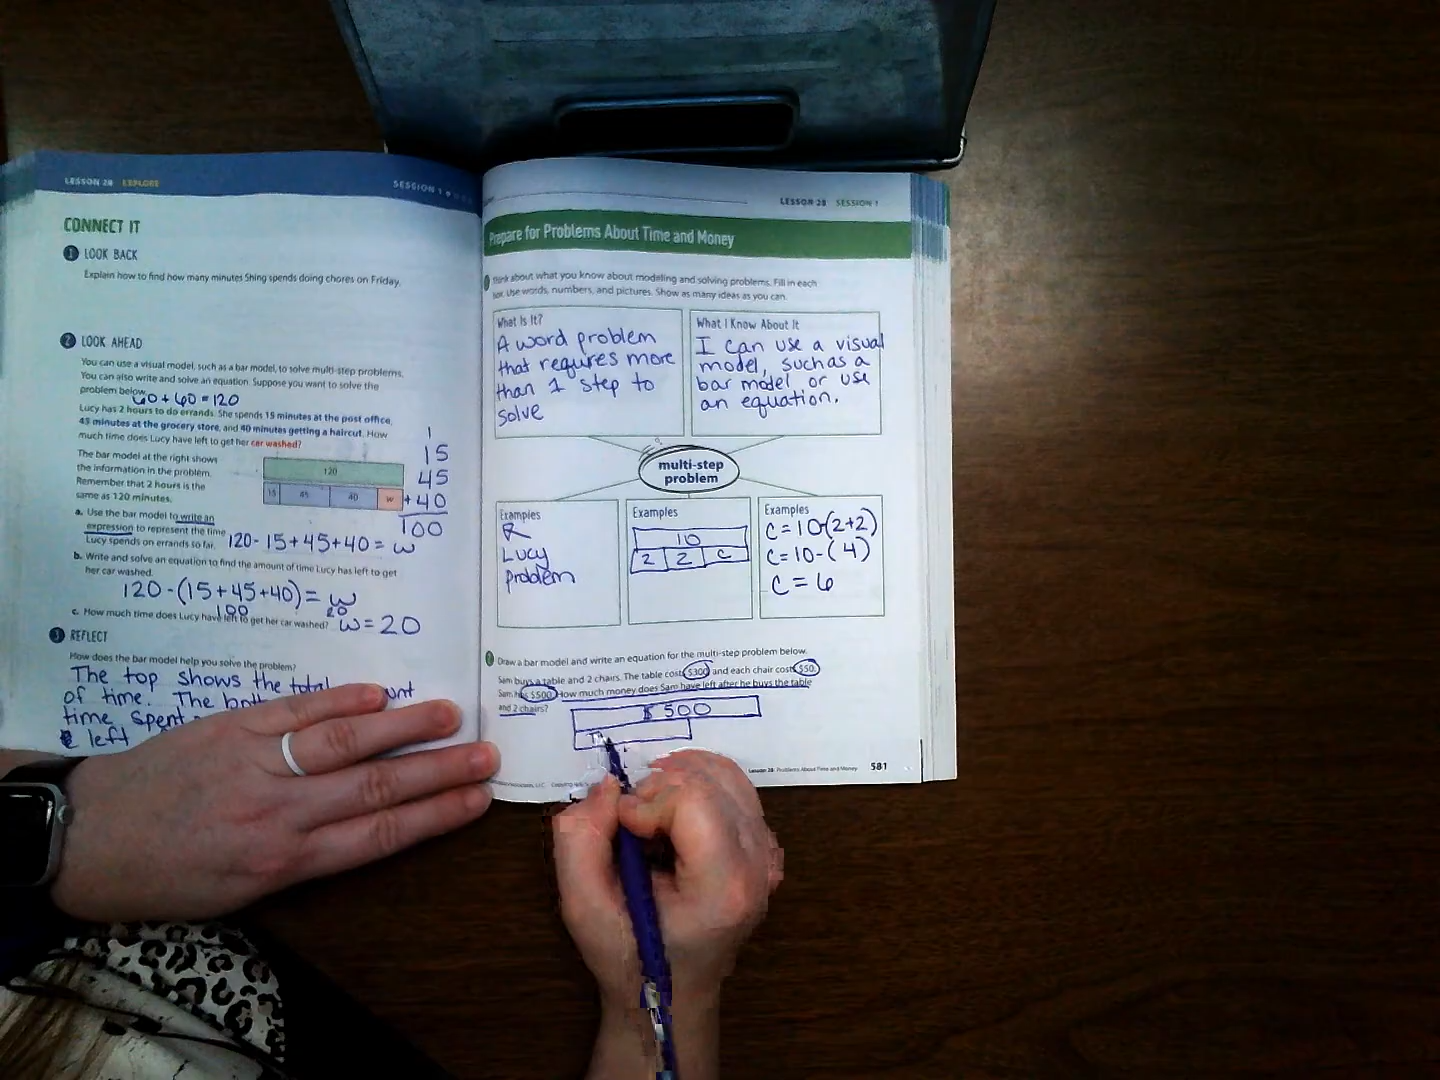 LESSON 28 EXPLORE
SESSION 1
CONNECT IT
1 LOOK BACK
Explain how to find how many minutes Shing spends doing chores on Friday.
2 LOOK AHEAD
You can use a visual model, such as a bar model, to solve multi-step problems.
You can also write and solve an equation. Suppose you want to solve the
problem below.
60 + 60 = 120
Lucy has 2 hours to do errands. She spends 15 minutes at the post office,
45 minutes at the grocery store, and 40 minutes getting a haircut. How
much time does Lucy have left to get her car washed?
The bar model at the right shows
the information in the problem.
Remember that 2 hours is the
same as 120 minutes.
120
15 45 40 w
1
15
45
+40
100
a. Use the bar model to write an
expression to represent the time
Lucy spends on errands so far.
120 - 15 + 45 + 40 = w
b. Write and solve an equation to find the amount of time Lucy has left to get
her car washed.
120 - (15 + 45 + 40) = w
100
20
c. How much time does Lucy have left to get her car washed?
w = 20
3 REFLECT
How does the bar model help you solve the problem?
The top shows the total
of time. The
time spent
left
LESSON 28 SESSION 1
Prepare for Problems About Time and Money
Think about what you know about modeling and solving problems. Fill in each
box. Use words, numbers, and pictures. Show as many ideas as you can.
What Is It?
A word problem
that requires more
than 1 step to
solve
What I Know About It
I can use a visual
model, such as a
bar model, or use
an equation.
multi-step
problem
Examples
Lucy
problem
Examples
10
2 2 C
Examples
C = 10-(2+2)
C = 10-(4)
C = 6
2 Draw a bar model and write an equation for the multi-step problem below.
Sam buys a table and 2 chairs. The table costs $300 and each chair costs $50.
Sam has $500. How much money does Sam have left after he buys the table
and 2 chairs?
$500
Lesson 28 Problems About Time and Money 581